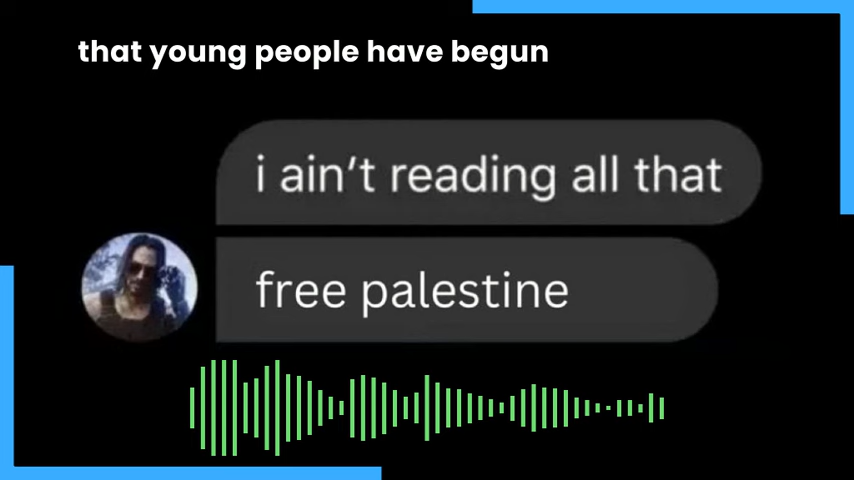 that young people have begun
i ain't reading all that
free palestine